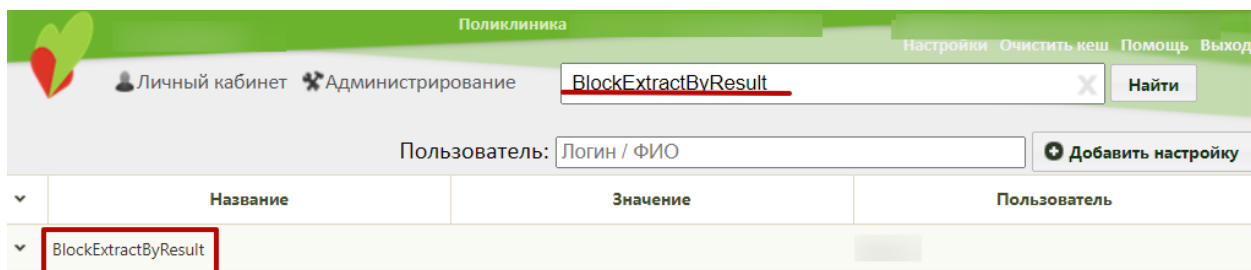 Поликлиника
Настройки Очистить кеш Помощь Выход
Личный кабинет Администрирование BlockExtractByResult X Найти
Пользователь: Логин / ФИО Добавить настройку
Название Значение Пользователь
BlockExtractByResult